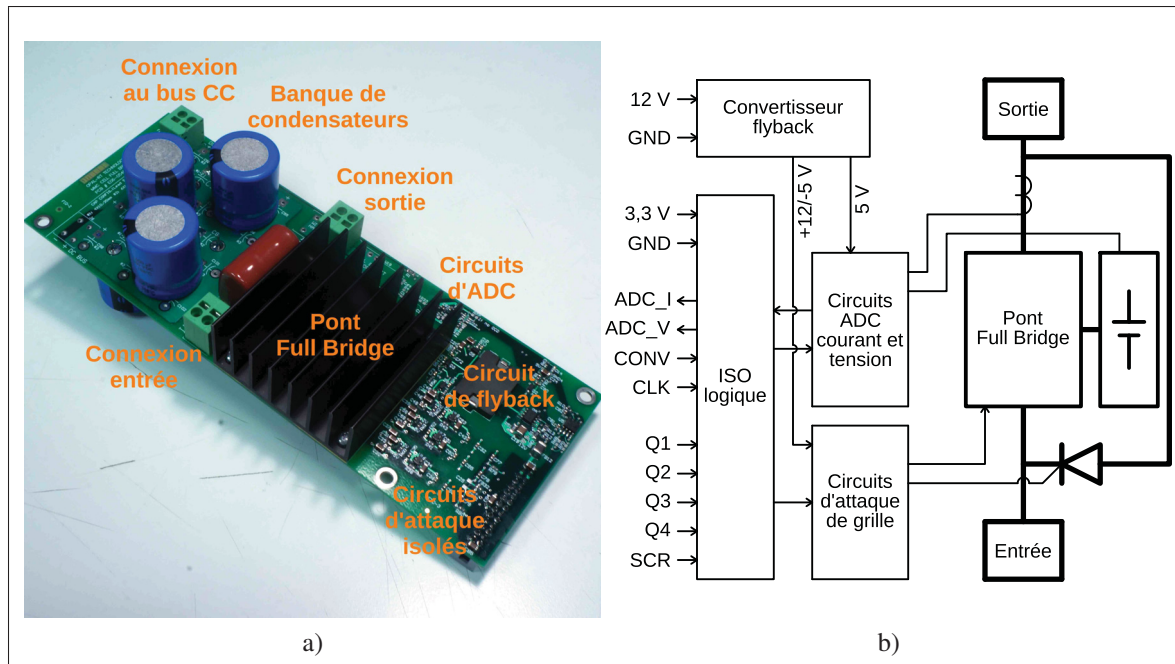 Connexion
au bus CC
Banque de
condensateurs
Connexion
sortie
Circuits
d'ADC
Pont
Full Bridge
Connexion
entrée
Circuit
de flyback
Circuits
d'attaque
isolés
a)
12 V
GND
Convertisseur
flyback
Sortie
+12/-5 V
5 V
3,3 V
GND
ADC_I
ADC_V
CONV
CLK
Q1
Q2
Q3
Q4
SCR
ISO
logique
Circuits
ADC
courant et
tension
Pont
Full Bridge
Circuits
d'attaque
de grille
Entrée
b)